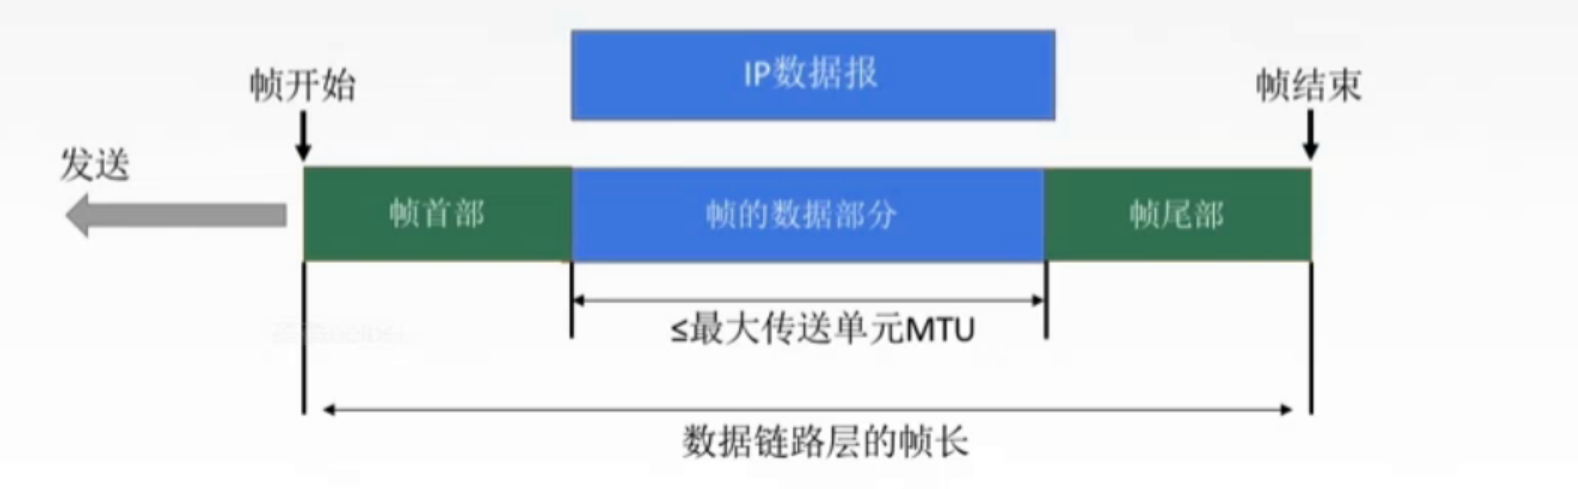 IP数据报
帧开始
帧结束
发送
帧首部
帧的数据部分
帧尾部
≤最大传送单元MTU
数据链路层的帧长